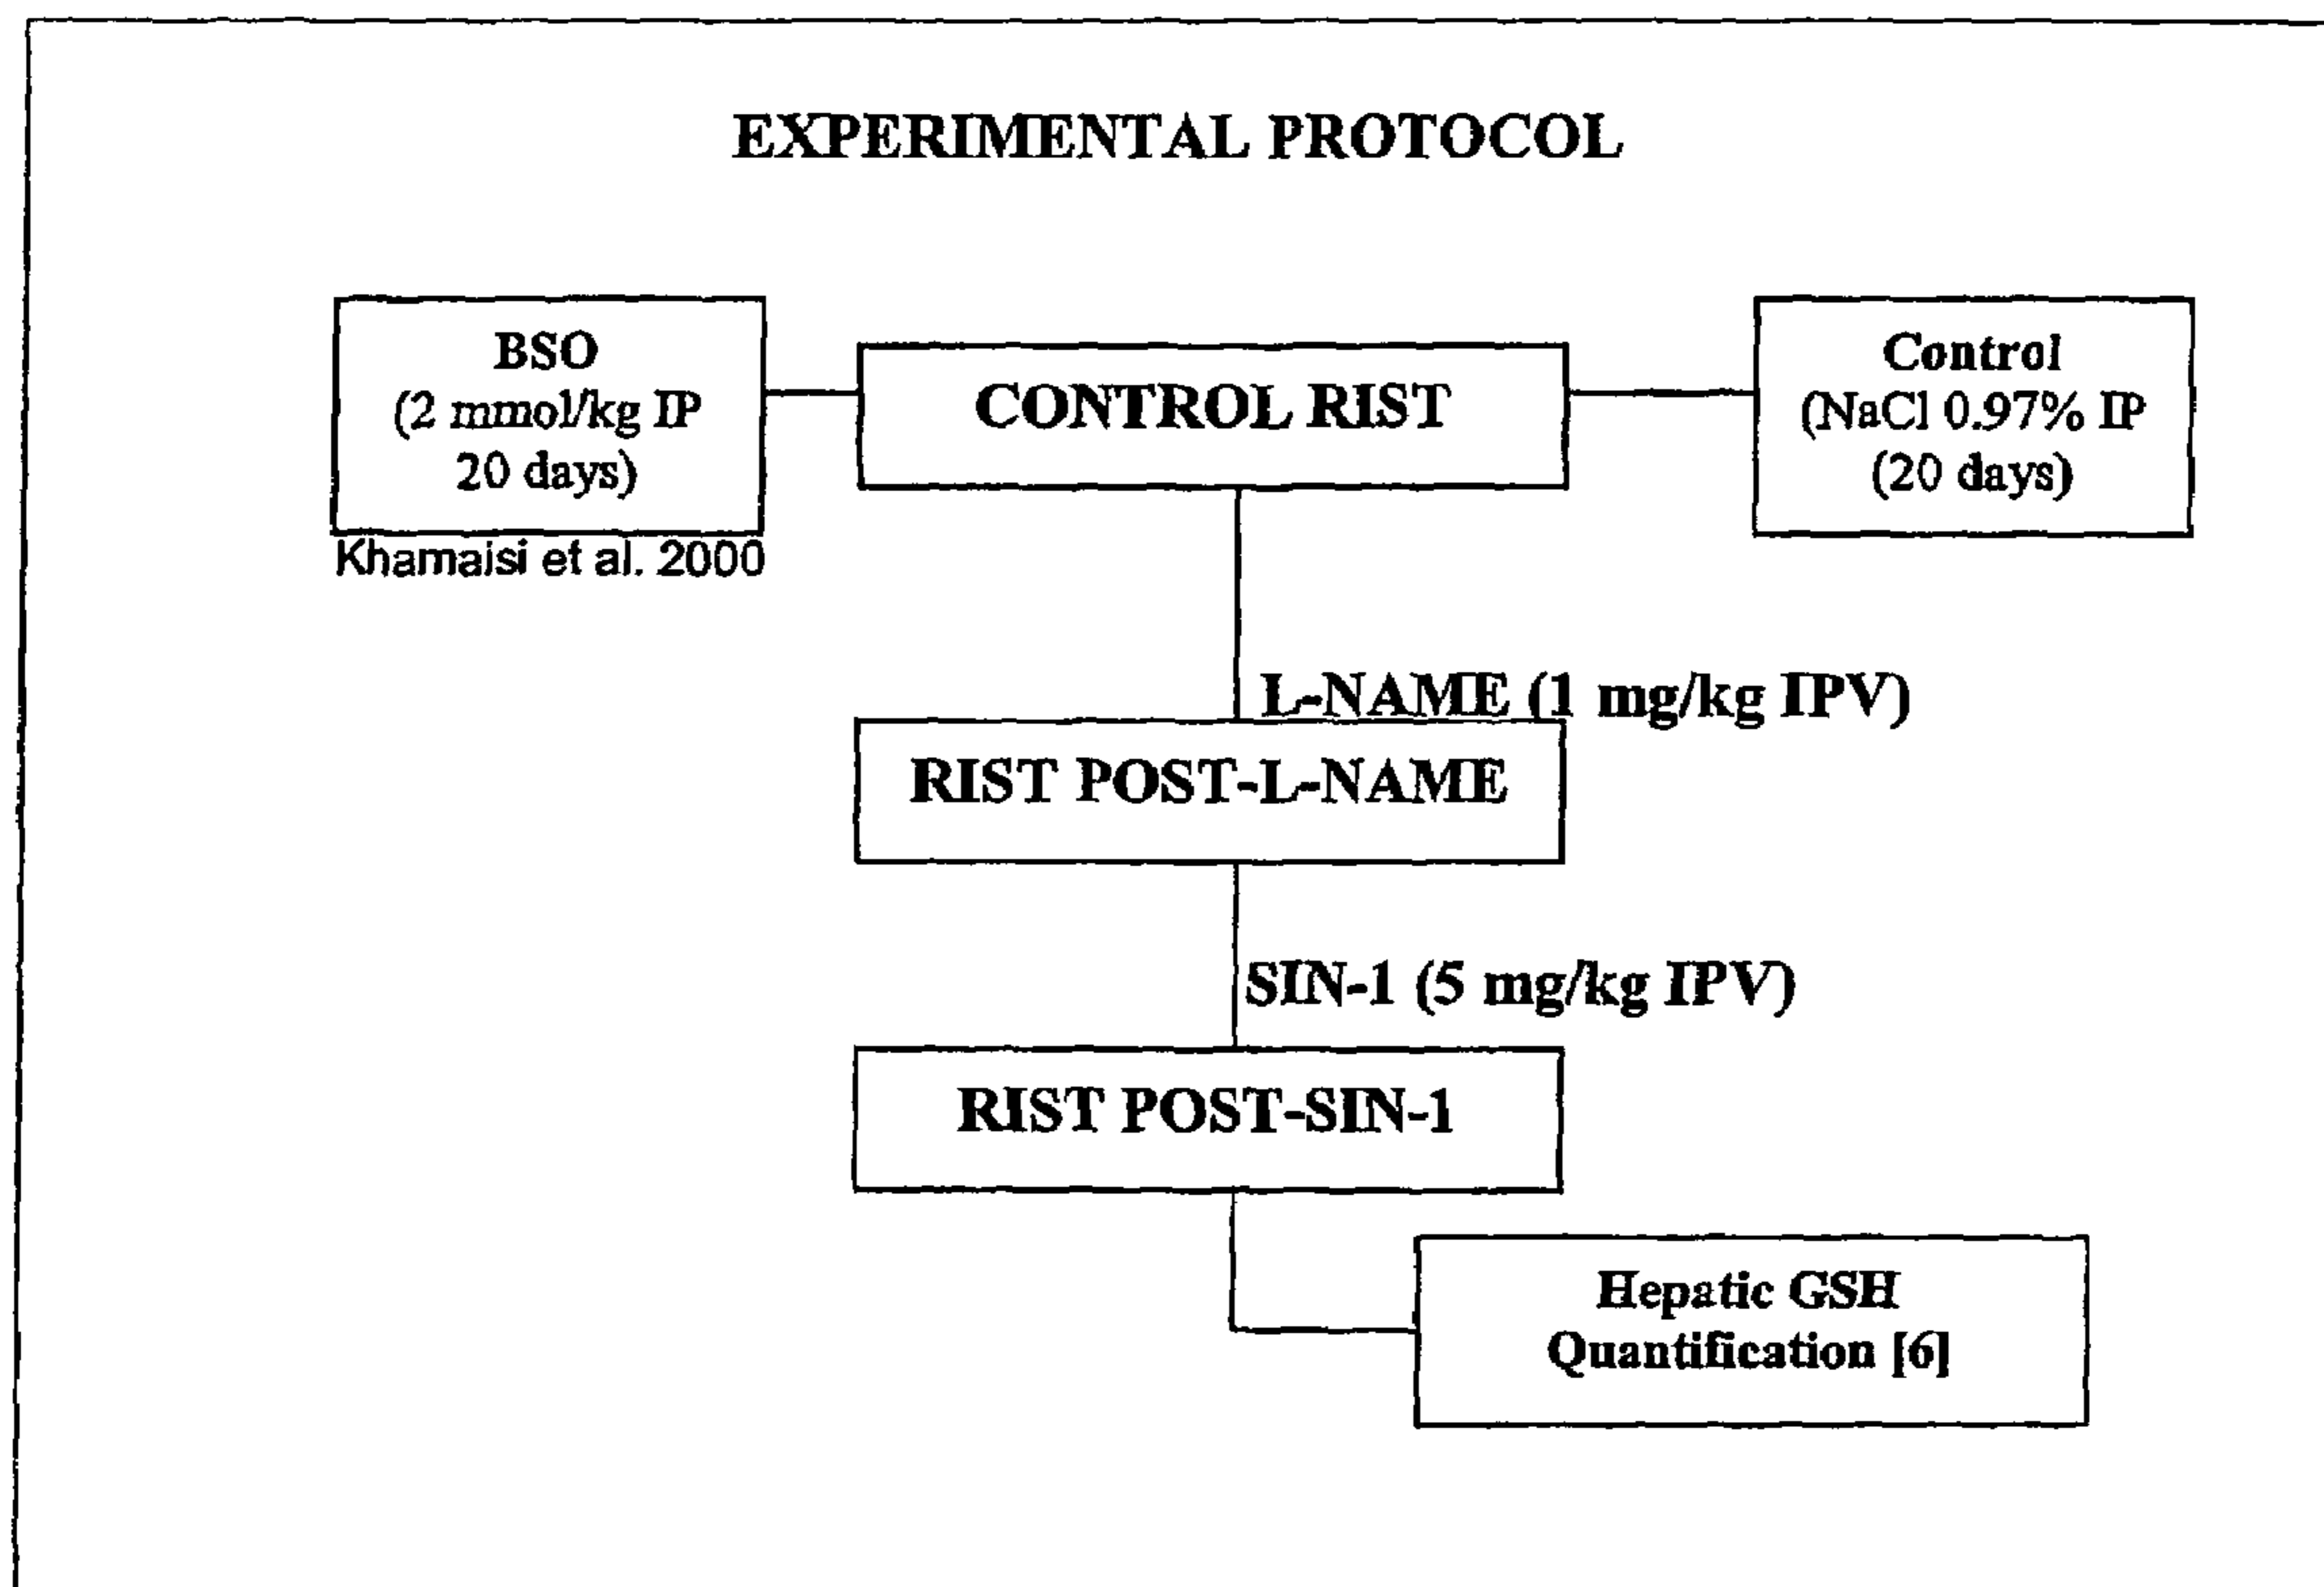 EXPERIMENTAL PROTOCOL
BSO
(2 mmol/kg IP
20 days)
Khamaisi et al. 2000
CONTROL RIST
Control
(NaCl 0.97% IP
(20 days)
L-NAME (1 mg/kg IPV)
RIST POST-L-NAME
SIN-1 (5 mg/kg IPV)
RIST POST-SIN-1
Hepatic GSH
Quantification [6]